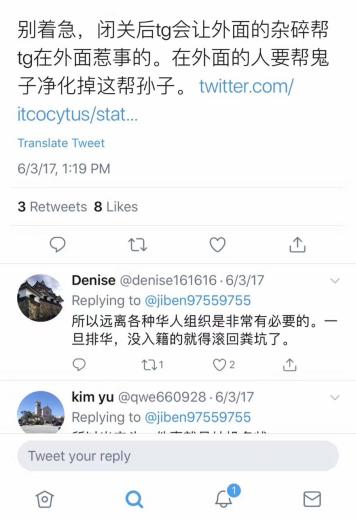 别着急，闭关后tg会让外面的杂碎帮
tg在外面惹事的。在外面的人要帮鬼
子净化掉这帮孙子。 twitter.com/
itcocytus/stat...
Translate Tweet
6/3/17, 1:19 PM
3 Retweets 8 Likes
Denise @denise161616 · 6/3/17
Replying to @jiben97559755
所以远离各种华人组织是非常有必要的。一
旦排华，没入籍的就得滚回粪坑了。
1 2
kim yu @qwe660928 · 6/3/17
Replying to @jiben97559755
Tweet your reply
1